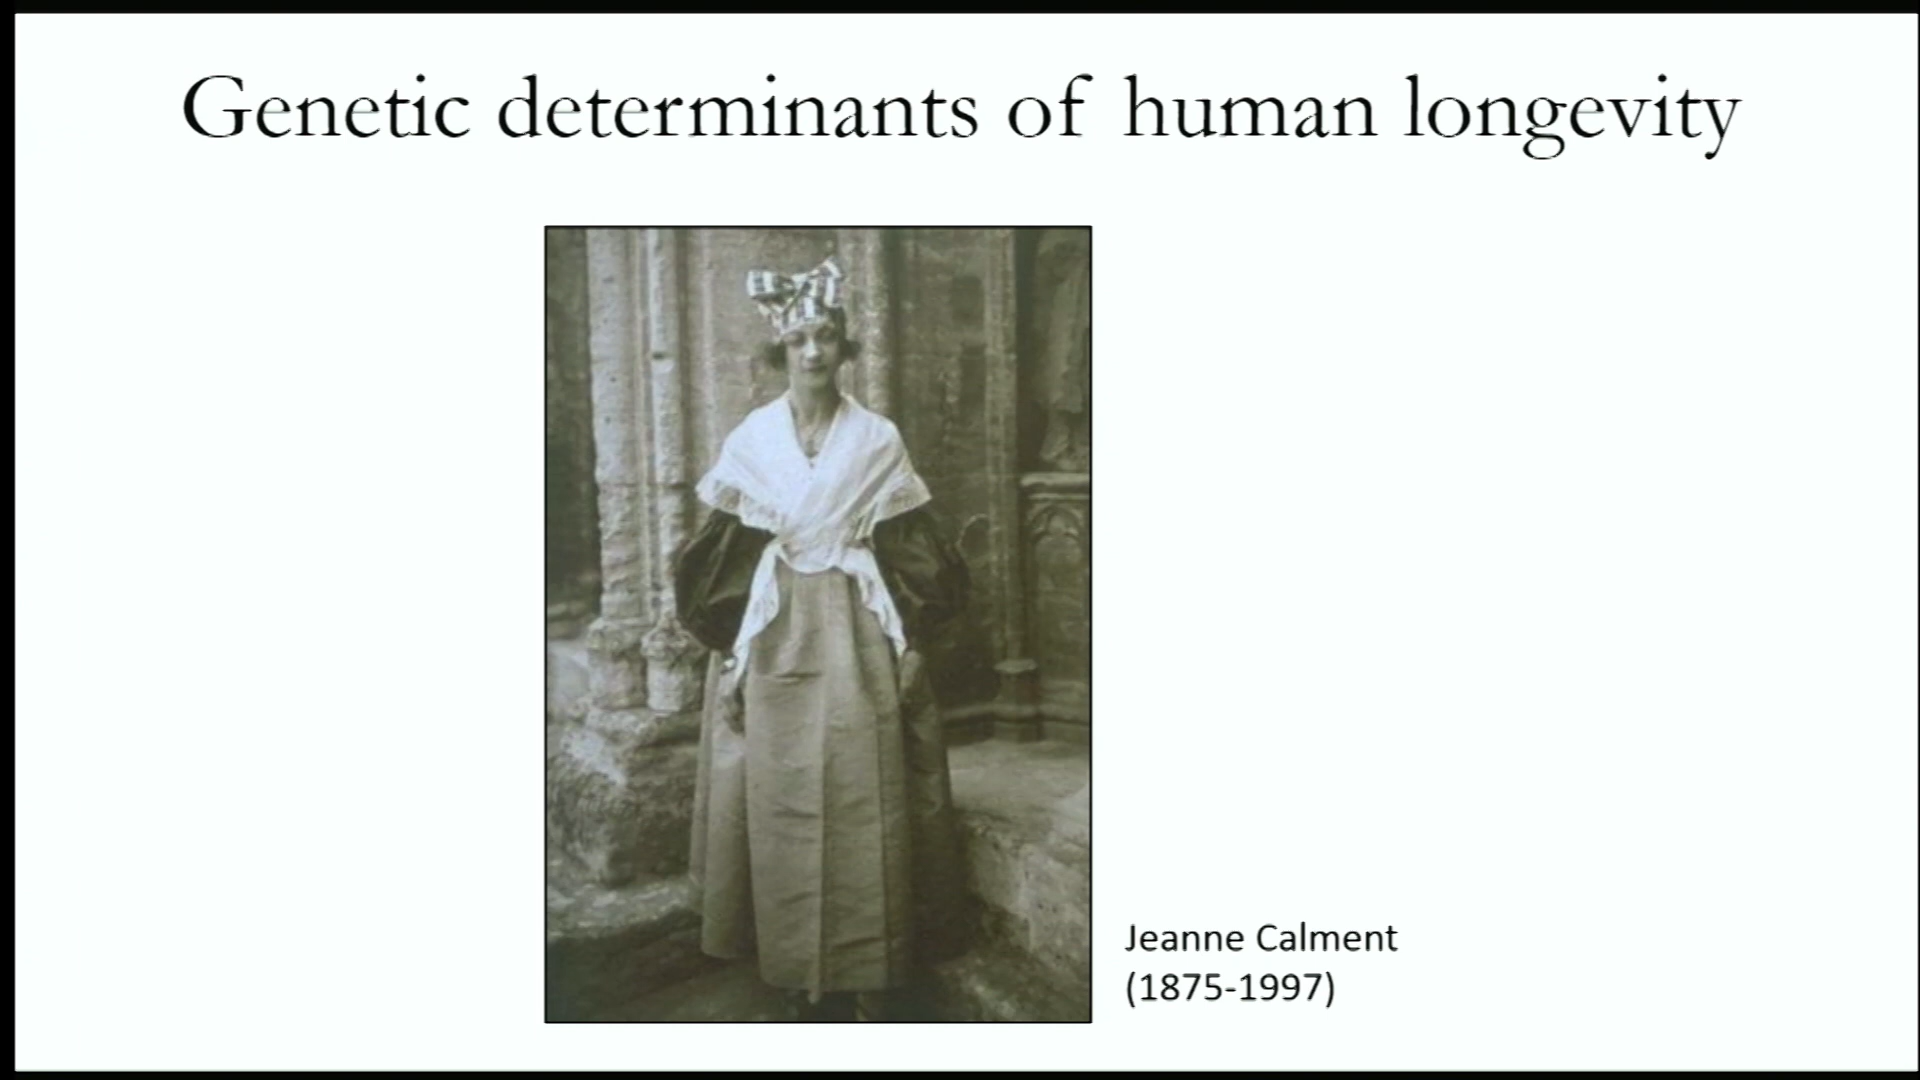 Genetic determinants of human longevity
Jeanne Calment
(1875-1997)